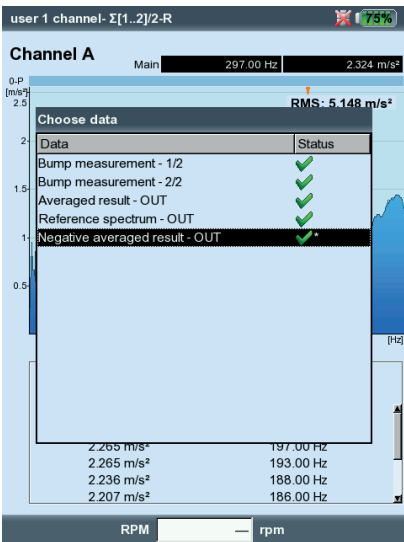 user 1 channel- Σ[1..2]/2-R 75%
Channel A Main 297.00 Hz 2.324 m/s²
0-P
[m/s²]
2.5 RMS: 5.148 m/s²
Choose data
Data Status
2
Bump measurement - 1/2
Bump measurement - 2/2
1.5
Averaged result - OUT
Reference spectrum - OUT
1 Negative averaged result - OUT *
0.5
[Hz]
2.265 m/s² 197.00 Hz
2.265 m/s² 193.00 Hz
2.236 m/s² 188.00 Hz
2.207 m/s² 186.00 Hz
RPM — rpm